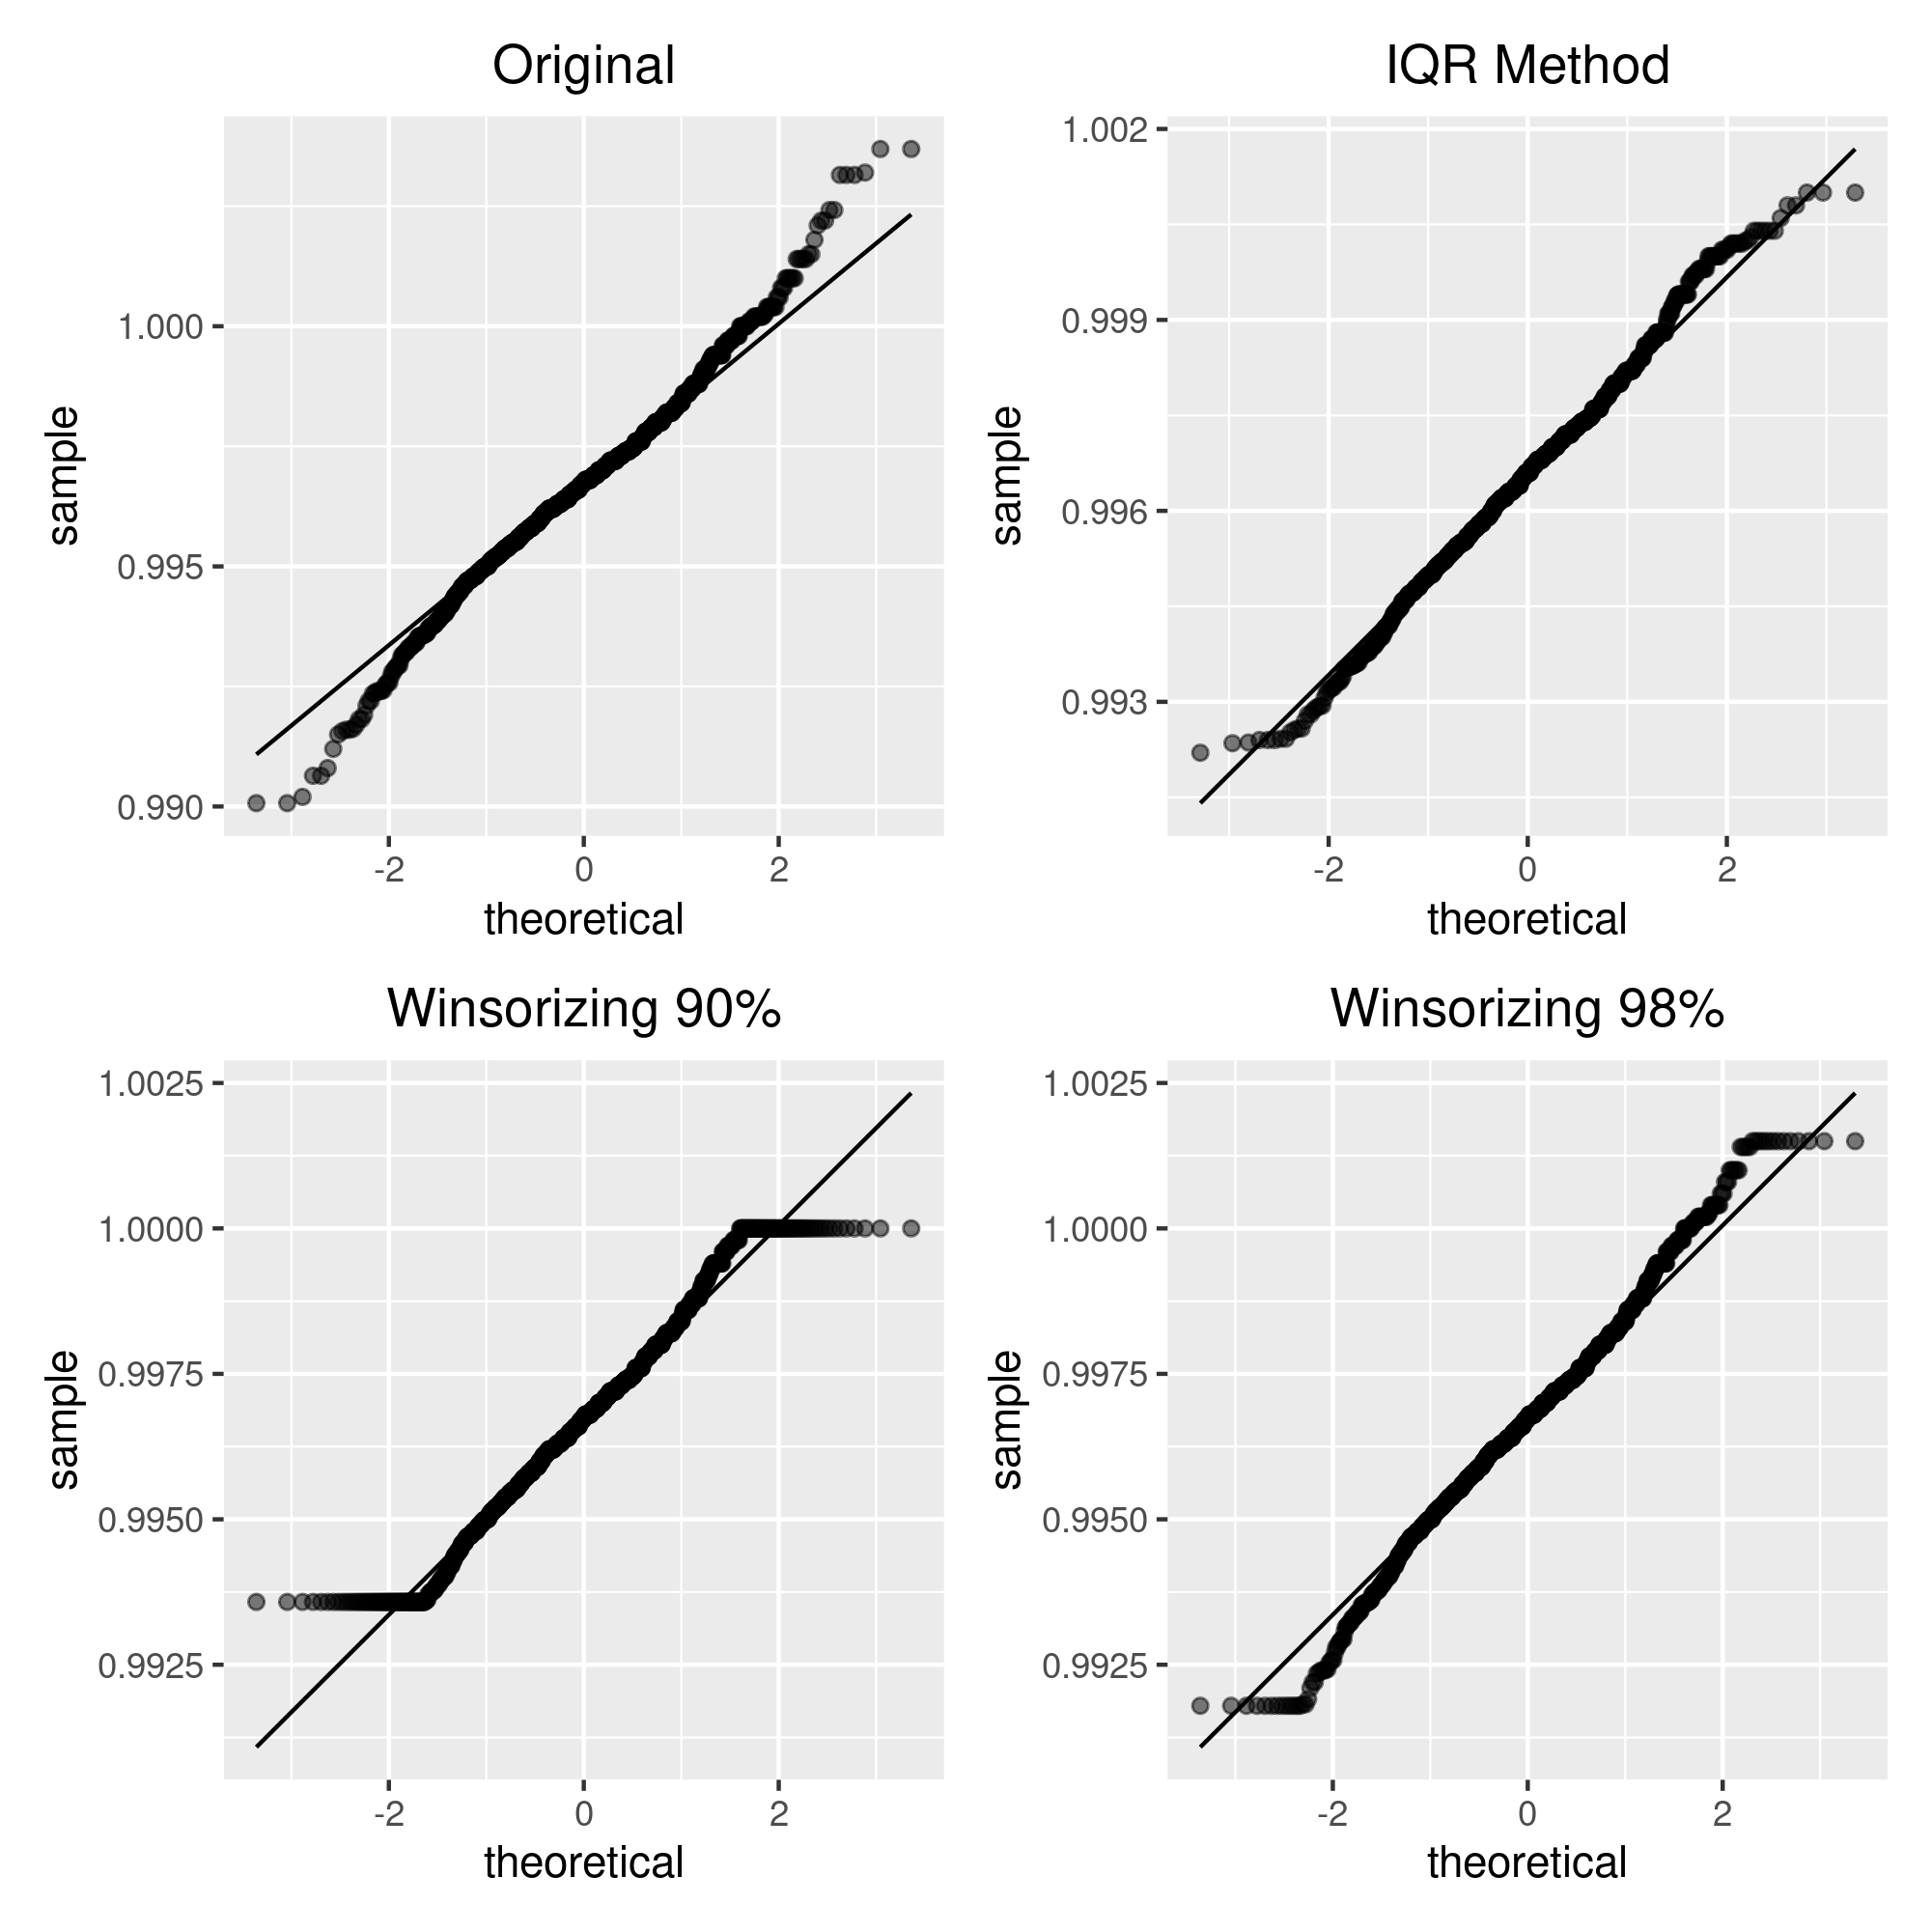 Original
1.000
0.995
0.990
sample
-2 0 2
theoretical
IQR Method
1.002
0.999
0.996
0.993
sample
-2 0 2
theoretical
Winsorizing 90%
1.0025
1.0000
0.9975
0.9950
0.9925
sample
-2 0 2
theoretical
Winsorizing 98%
1.0025
1.0000
0.9975
0.9950
0.9925
sample
-2 0 2
theoretical